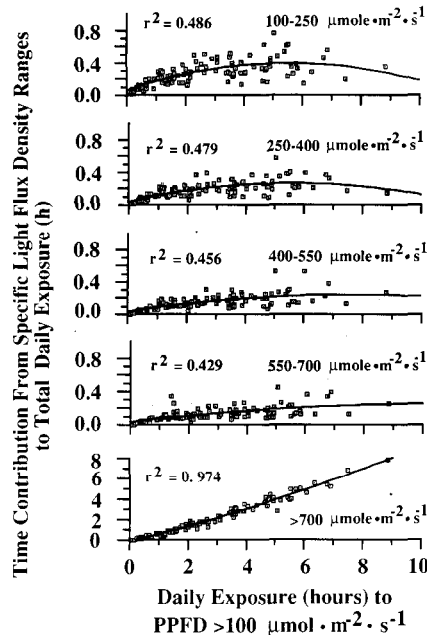 Time Contribution From Specific Light Flux Density Ranges
to Total Daily Exposure (h)
0.8
r² = 0.486
100-250 µmole•m⁻²•s⁻¹
0.4
0.0
0.8
r² = 0.479
250-400 µmole•m⁻²•s⁻¹
0.4
0.0
0.8
r² = 0.456
400-550 µmole•m⁻²•s⁻¹
0.4
0.0
0.8
r² = 0.429
550-700 µmole•m⁻²•s⁻¹
0.4
0.0
8
r² = 0.974
6
4
2
>700 µmole•m⁻²•s⁻¹
0
0 2 4 6 8 10
Daily Exposure (hours) to
PPFD >100 µmol · m⁻² · s⁻¹